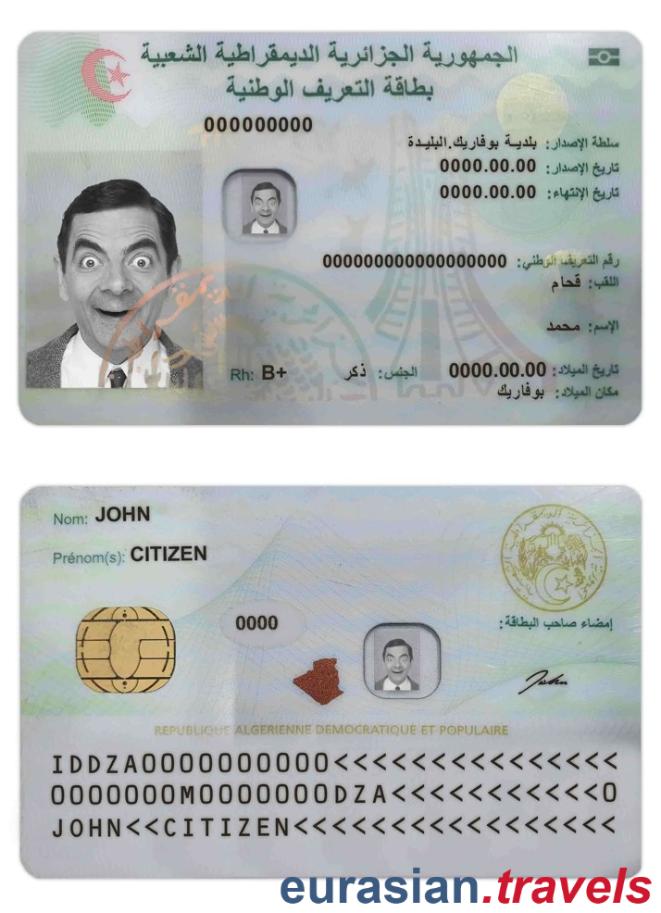 الجمهورية الجزائرية الديمقراطية الشعبية
بطاقة التعريف الوطنية
000000000
سلطة الإصدار: بلدية بوفاريك.البليدة
تاريخ الإصدار: 0000.00.00
تاريخ الإنتهاء: 0000.00.00
رقم التعريف الوطني: 000000000000000000
اللقب: قحام
الإسم: محمد
تاريخ الميلاد: 0000.00.00 الجنس: ذكر Rh: B+
مكان الميلاد: بوفاريك
Nom: JOHN
Prénom(s): CITIZEN
0000
إمضاء صاحب البطاقة:
John
REPUBLIQUE ALGERIENNE DEMOCRATIQUE ET POPULAIRE
IDDZA0000000000<<<<<<<<<<<<<<<
0000000M0000000DZA<<<<<<<<<<<0
JOHN<<CITIZEN<<<<<<<<<<<<<<<<<
eurasian.travels